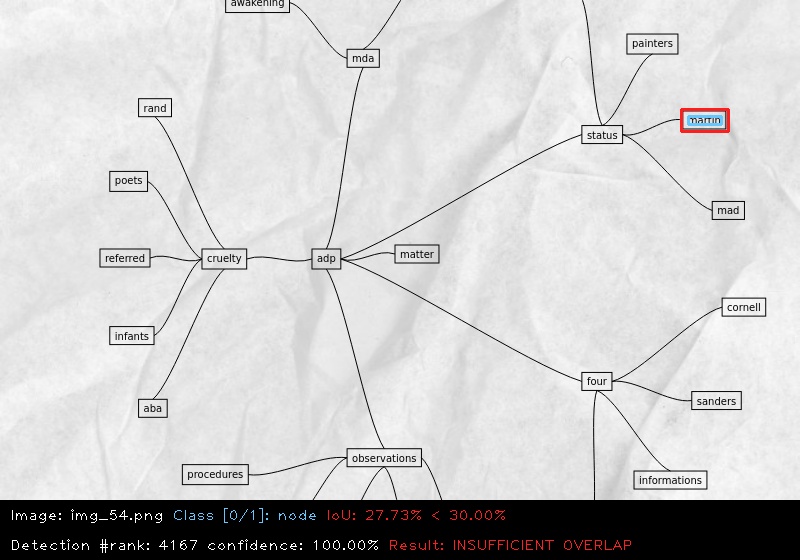 awakening
mda
painters
rand
martin
status
poets
mad
referred
cruelty
adp
matter
cornell
infants
four
aba
sanders
observations
procedures
informations
Image: img_54.png Class [0/1]: node IoU: 27.73% < 30.00%
Detection #rank: 4167 confidence: 100.00% Result: INSUFFICIENT OVERLAP